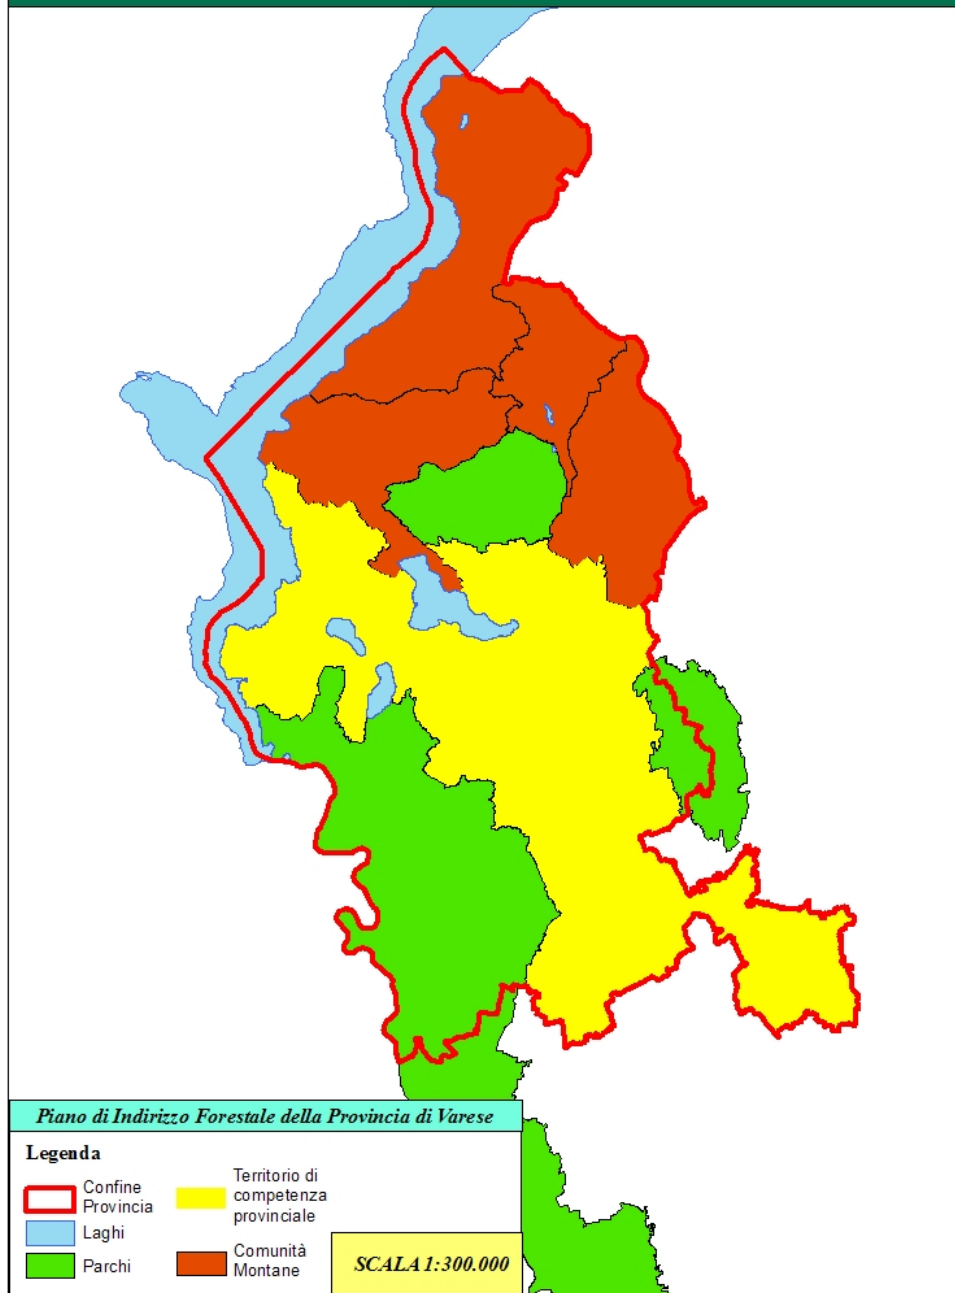 Piano di Indirizzo Forestale della Provincia di Varese
Legenda
Confine
Provincia
Laghi
Parchi
Territorio di
competenza
provinciale
Comunità
Montane
SCALA 1:300.000